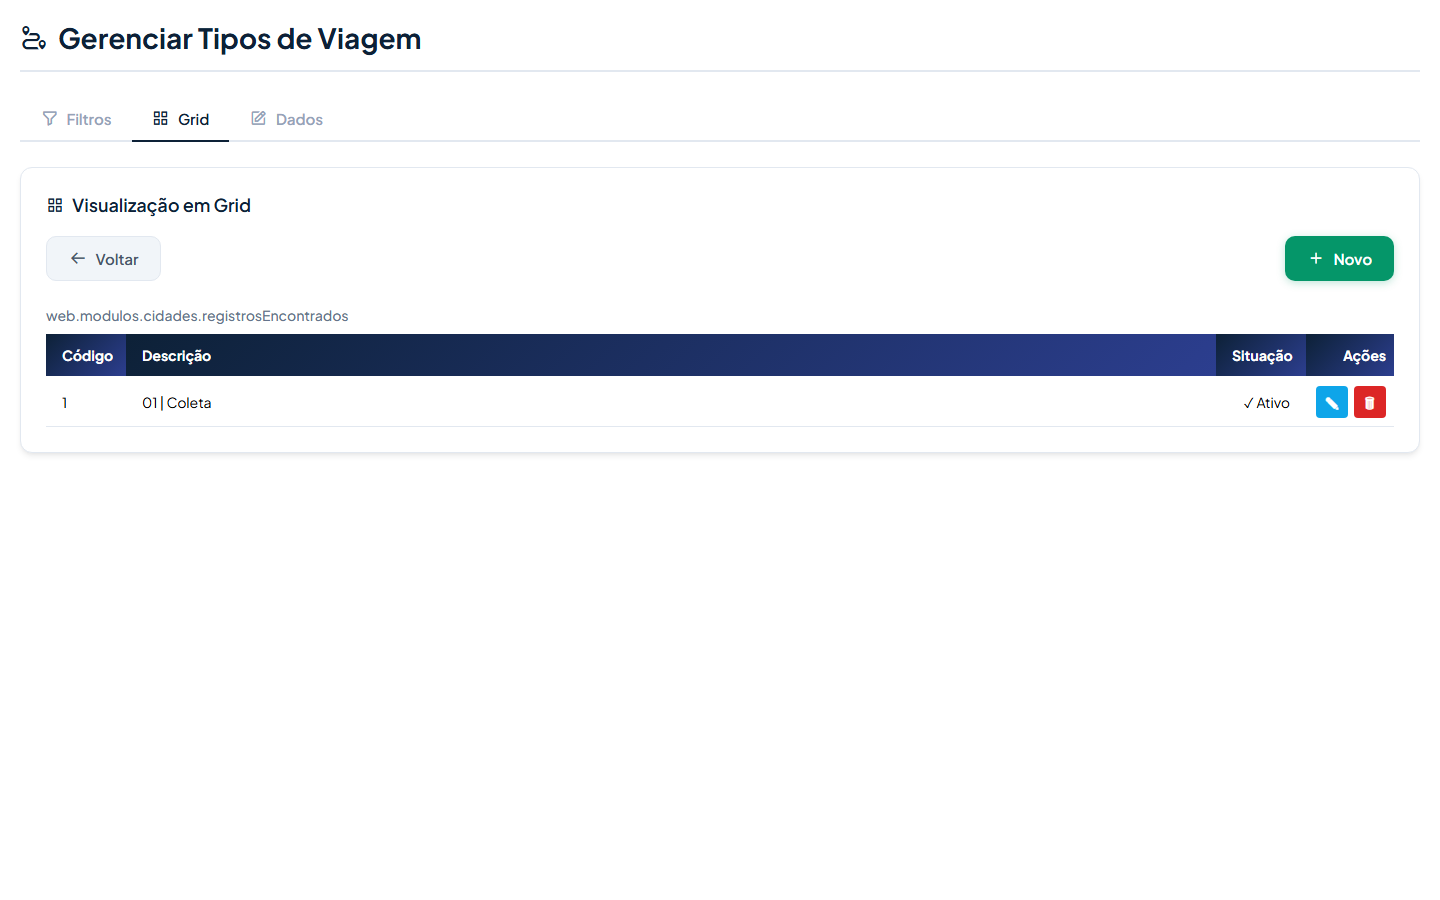 Gerenciar Tipos de Viagem
Filtros Grid Dados
Visualização em Grid
Voltar Novo
web.modulos.cidades.registrosEncontrados
Código Descrição Situação Ações
1 01 | Coleta ✓ Ativo